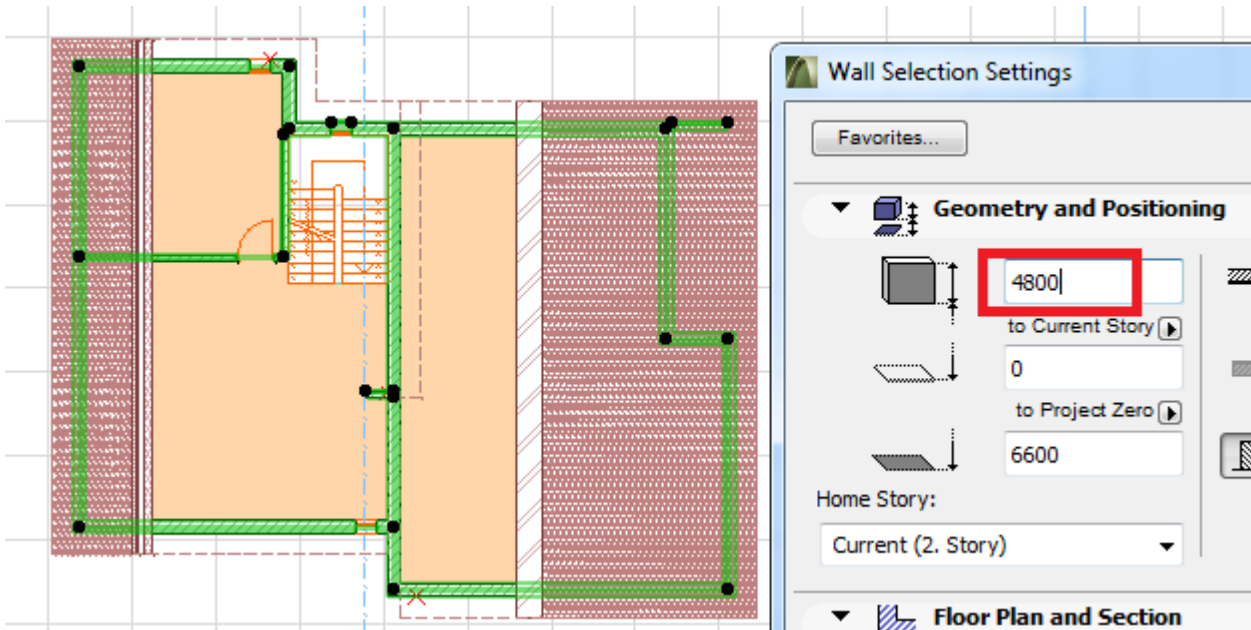 Wall Selection Settings
Favorites...
Geometry and Positioning
4800
to Current Story
0
to Project Zero
6600
Home Story:
Current (2. Story)
Floor Plan and Section